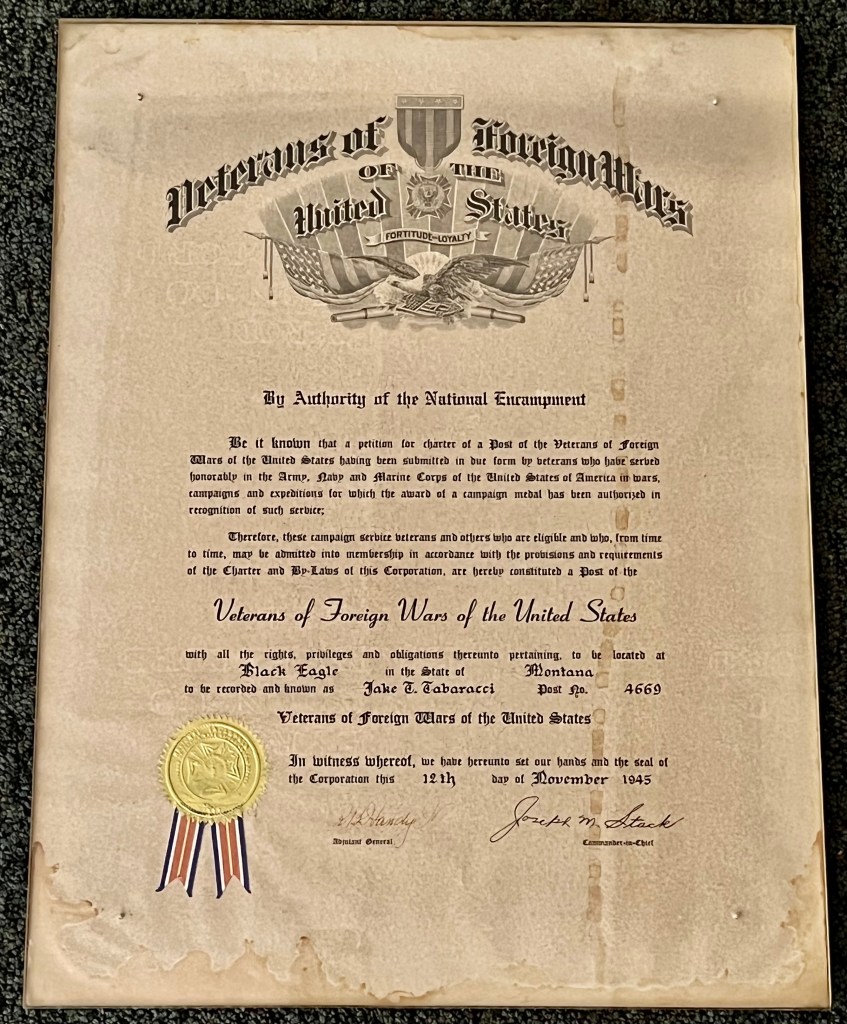 Veterans of Foreign Wars
OF THE
United States
FORTITUDE–LOYALTY
By Authority of the National Encampment
Be it known that a petition for charter of a Post of the Veterans of Foreign
Wars of the United States having been submitted in due form by veterans who have served
honorably in the Army, Navy and Marine Corps of the United States of America in wars,
campaigns and expeditions for which the award of a campaign medal has been authorized in
recognition of such service;
Therefore, these campaign service veterans and others who are eligible and who, from time
to time, may be admitted into membership in accordance with the provisions and requirements
of the Charter and By-Laws of this Corporation, are hereby constituted a Post of the
Veterans of Foreign Wars of the United States
with all the rights, privileges and obligations thereunto pertaining, to be located at
Black Eagle in the State of Montana
to be recorded and known as Jake T. Tabaracci Post No. 4669
Veterans of Foreign Wars of the United States
In witness whereof, we have hereunto set our hands and the seal of
the Corporation this 12th day of November 1945
Joseph M. Stack
Adjutant General Commander-in-Chief